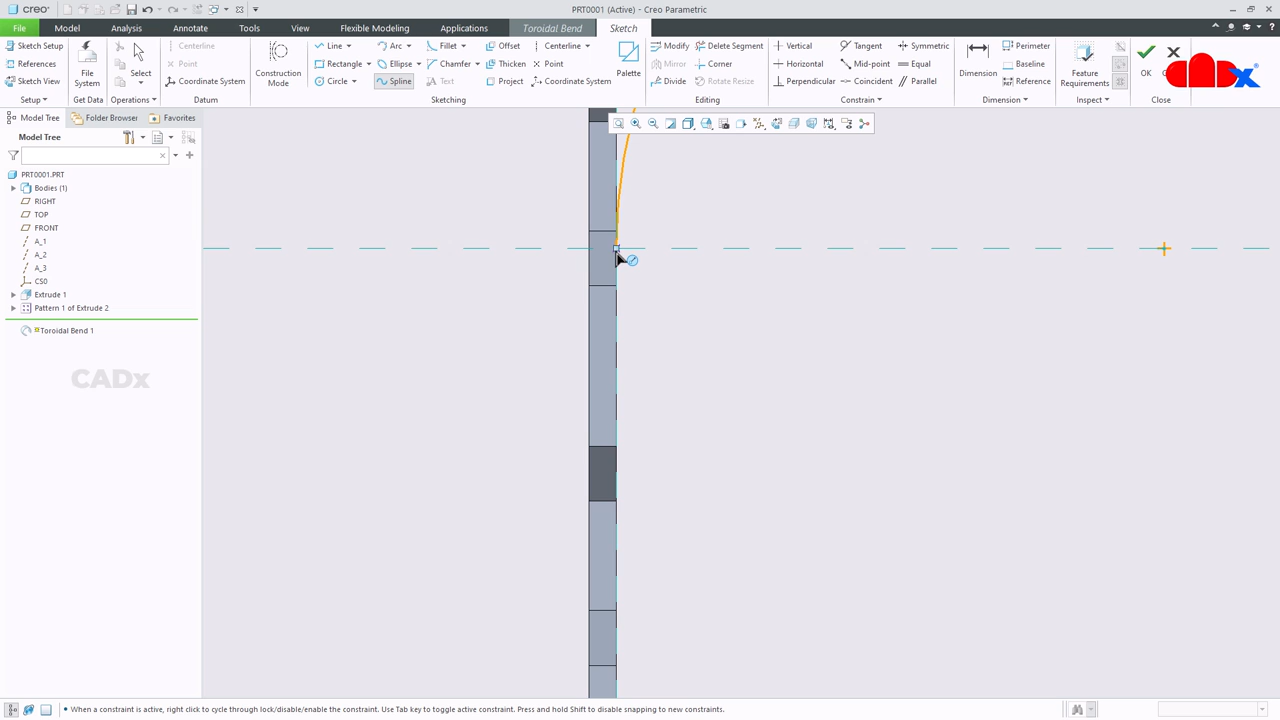 creo PRT0001 (Active) - Creo Parametric
File Model Analysis Annotate Tools View Flexible Modeling Applications Toroidal Bend Sketch
Sketch Setup Centerline Line Arc Fillet Offset Centerline Modify Delete Segment Vertical Tangent Symmetric Perimeter
References Point Rectangle Ellipse Chamfer Thicken Point Mirror Corner Horizontal Mid-point Equal Baseline
Sketch View File System Select Coordinate System Construction Mode Circle Spline Text Project Coordinate System Palette Divide Rotate Resize Perpendicular Coincident Parallel Dimension Reference Feature Requirements OK CADx
Setup Get Data Operations Datum Sketching Editing Constrain Dimension Inspect Close
Model Tree Folder Browser Favorites
Model Tree
PRT0001.PRT
Bodies (1)
RIGHT
TOP
FRONT
A_1
A_2
A_3
CS0
Extrude 1
Pattern 1 of Extrude 2
Toroidal Bend 1
CADx
• When a constraint is active, right click to cycle through lock/disable/enable the constraint. Use Tab key to toggle active constraint. Press and hold Shift to disable snapping to new constraints.